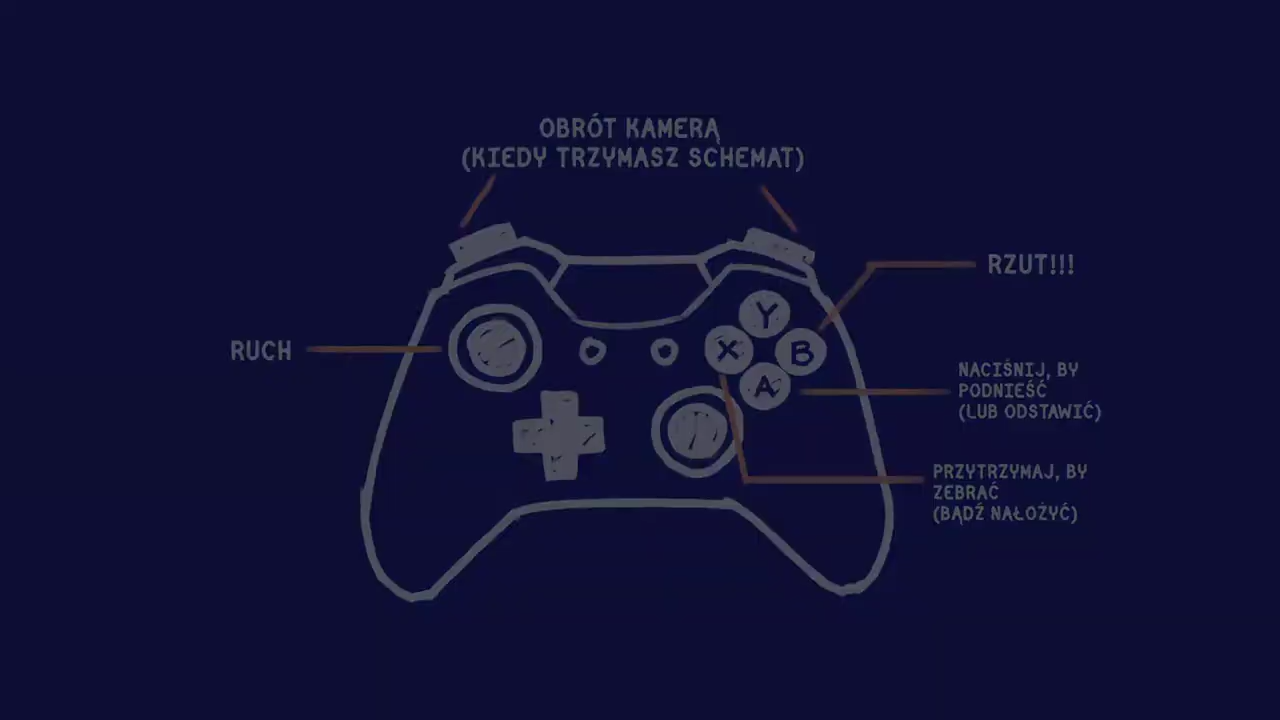 OBRÓT KAMERĄ
(KIEDY TRZYMASZ SCHEMAT)
RZUT!!!
Y
RUCH
X
B
A
NACIŚNIJ, BY
PODNIEŚĆ
(LUB ODSTAWIĆ)
PRZYTRZYMAJ, BY
ZEBRAĆ
(BĄDŹ NAŁOŻYĆ)